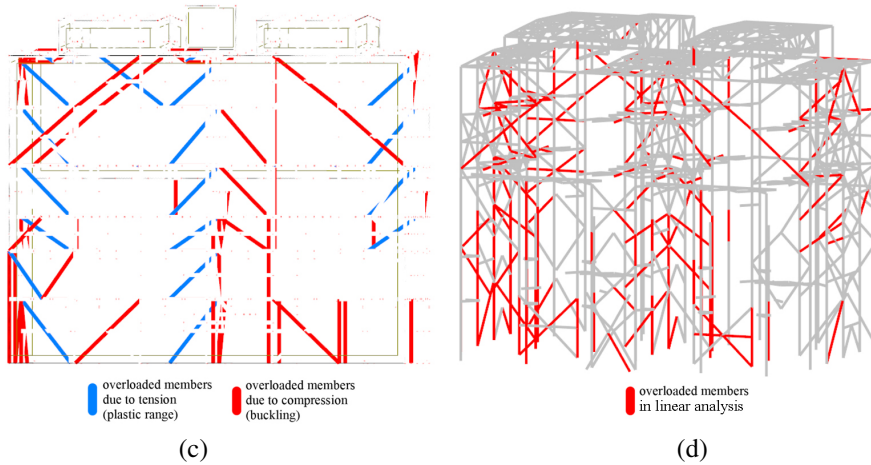 overloaded members
due to tension
(plastic range)
overloaded members
due to compression
(buckling)
overloaded members
in linear analysis
(c)
(d)